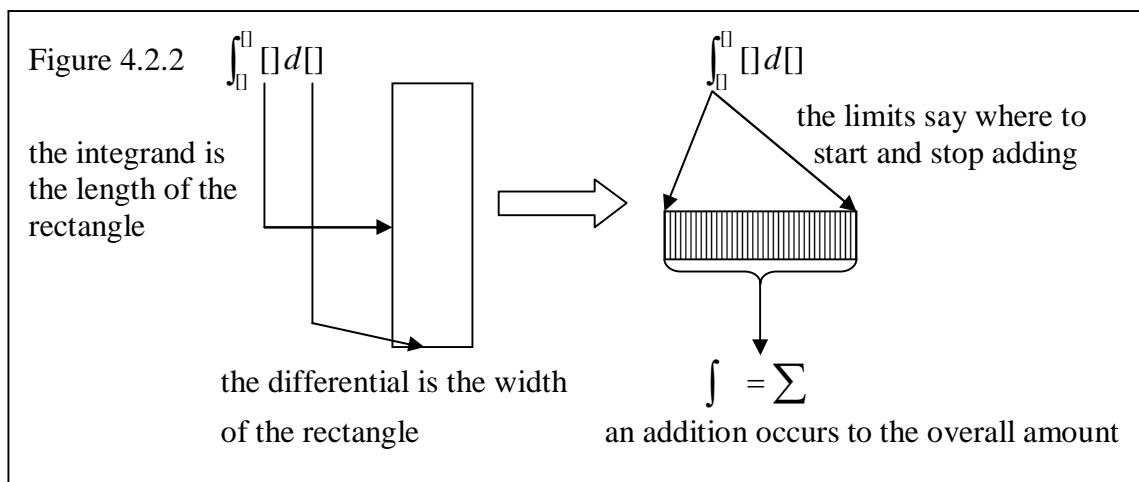 Figure 4.2.2 ∫_[]^[] []d[]
the integrand is
the length of the
rectangle
the differential is the width
of the rectangle
∫_[]^[] []d[]
the limits say where to
start and stop adding
∫ = ∑
an addition occurs to the overall amount